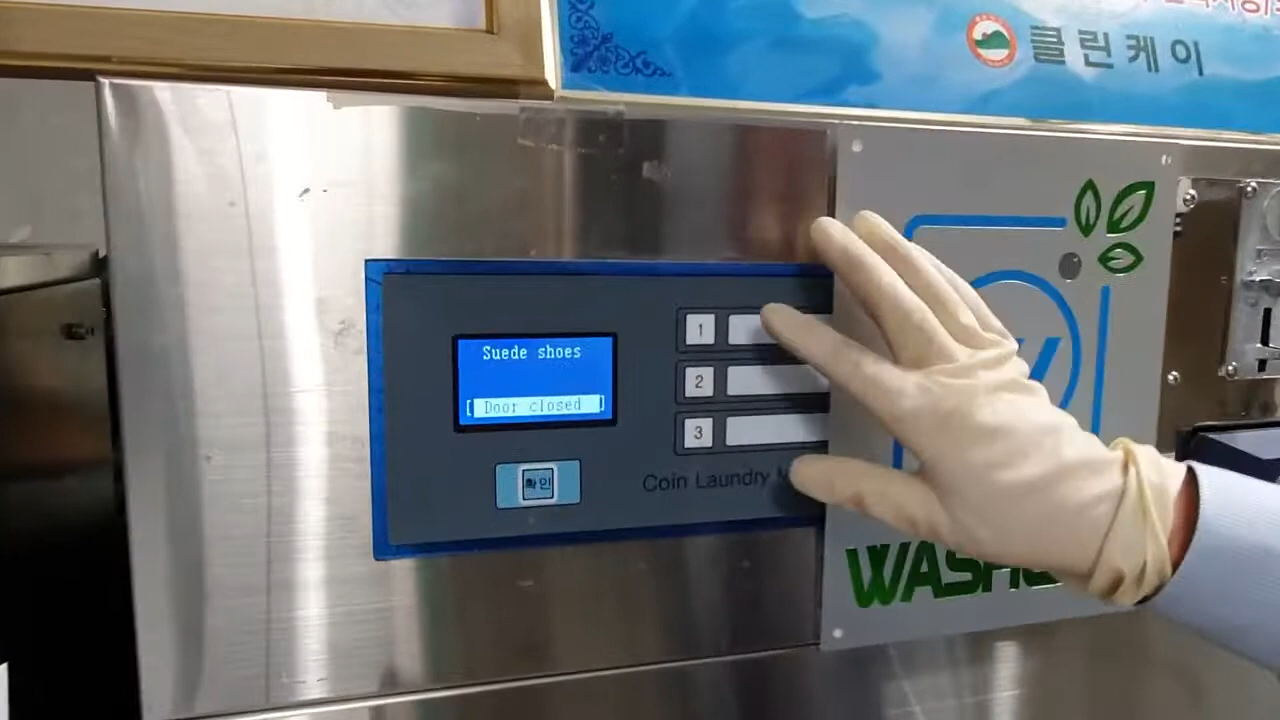 클린케이
Suede shoes
[ Door closed ]
확인
1
2
3
Coin Laundry